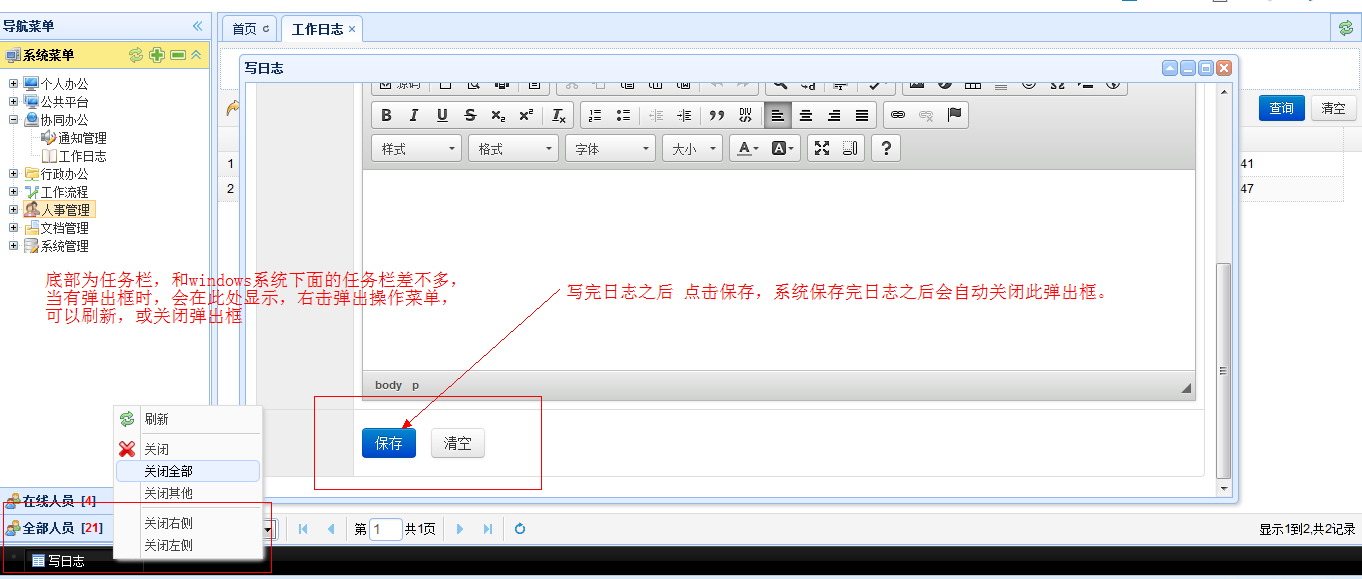 导航菜单
首页
工作日志
系统菜单
写日志
个人办公
公共平台
协同办公
通知管理
工作日志
行政办公
工作流程
人事管理
文档管理
系统管理
源码
B I U S x₂ x² Ix
样式 格式 字体 大小 A A ?
查询 清空
1
41
2
47
底部为任务栏，和windows系统下面的任务栏差不多，
当有弹出框时，会在此处显示，右击弹出操作菜单，
可以刷新，或关闭弹出框
写完日志之后 点击保存，系统保存完日志之后会自动关闭此弹出框。
body p
保存 清空
刷新
关闭
关闭全部
关闭其他
关闭右侧
关闭左侧
在线人员 [4]
全部人员 [21]
第 1 共1页
显示1到2,共2记录
写日志